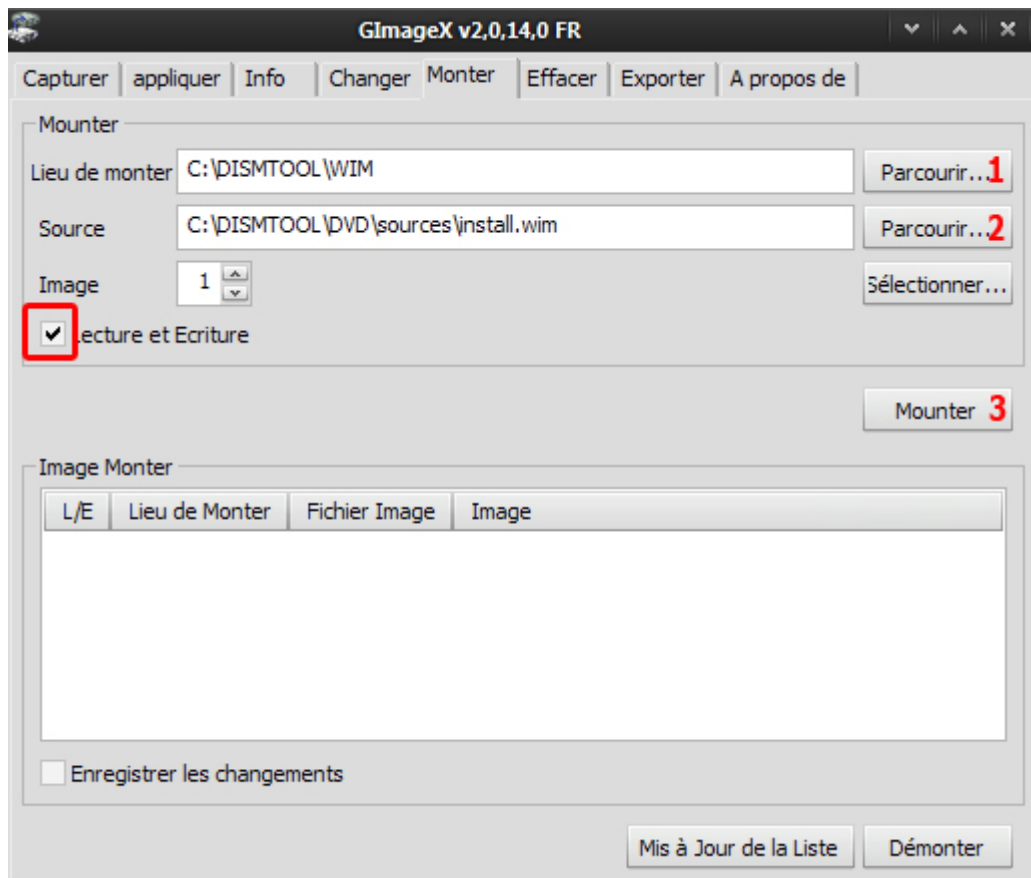 GImageX v2,0,14,0 FR
Capturer appliquer Info Changer Monter Effacer Exporter A propos de
Mounter
Lieu de monter C:\DISMTOOL\WIM Parcourir... 1
Source C:\DISMTOOL\DVD\sources\install.wim Parcourir... 2
Image 1 Sélectionner...
Lecture et Ecriture
Mounter 3
Image Monter
L/E Lieu de Monter Fichier Image Image
Enregistrer les changements
Mis à Jour de la Liste Démonter